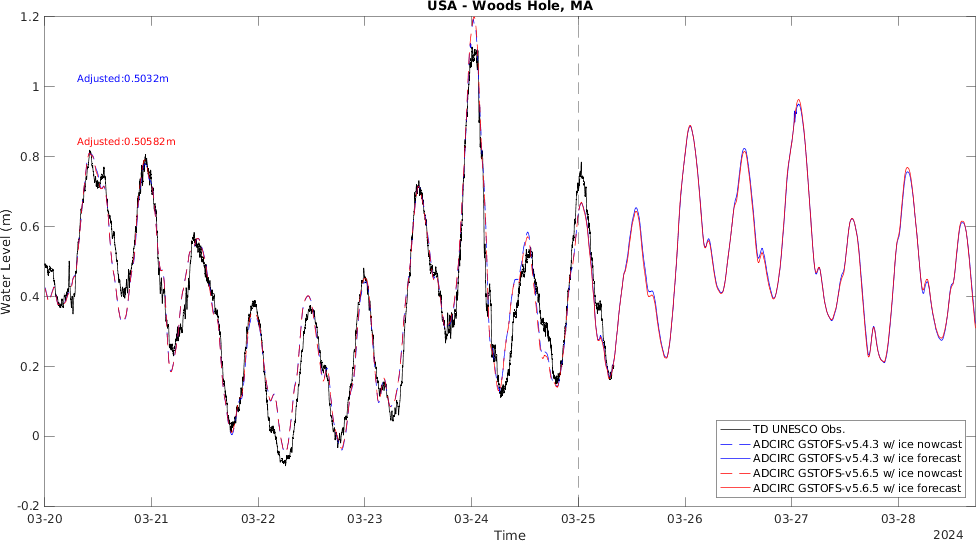 USA - Woods Hole, MA
Water Level (m)
1.2
1
0.8
0.6
0.4
0.2
0
-0.2
Adjusted:0.5032m
Adjusted:0.50582m
TD UNESCO Obs.
ADCIRC GSTOFS-v5.4.3 w/ ice nowcast
ADCIRC GSTOFS-v5.4.3 w/ ice forecast
ADCIRC GSTOFS-v5.6.5 w/ ice nowcast
ADCIRC GSTOFS-v5.6.5 w/ ice forecast
03-20 03-21 03-22 03-23 03-24 03-25 03-26 03-27 03-28
Time
2024